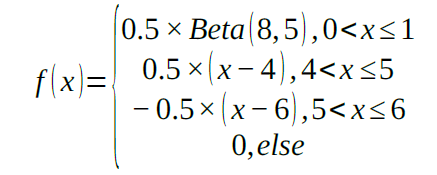 0.5 × Beta(8,5), 0<x≤1
f(x)= 0.5×(x−4), 4<x≤5
−0.5×(x−6), 5<x≤6
0, else